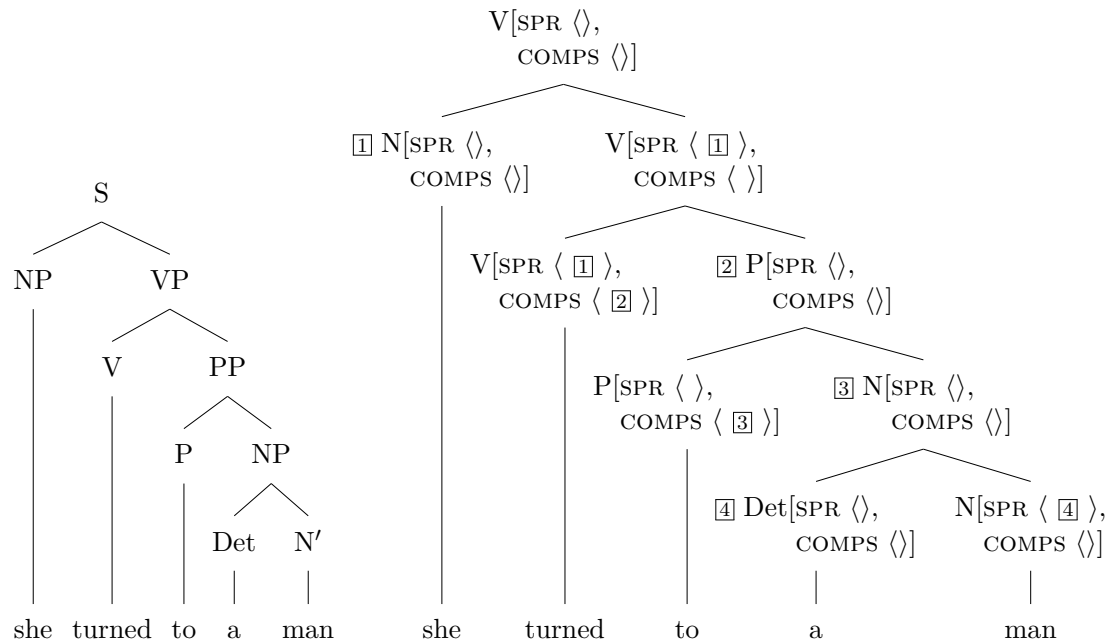 V[SPR ⟨⟩,
COMPS ⟨⟩]
1 N[SPR ⟨⟩, V[SPR ⟨ 1 ⟩,
COMPS ⟨⟩] COMPS ⟨ ⟩]
S
NP VP V[SPR ⟨ 1 ⟩, 2 P[SPR ⟨⟩,
COMPS ⟨ 2 ⟩] COMPS ⟨⟩]
V PP
P[SPR ⟨ ⟩, 3 N[SPR ⟨⟩,
COMPS ⟨ 3 ⟩] COMPS ⟨⟩]
P NP
4 Det[SPR ⟨⟩, N[SPR ⟨ 4 ⟩,
Det N′ COMPS ⟨⟩] COMPS ⟨⟩]
she turned to a man she turned to a man